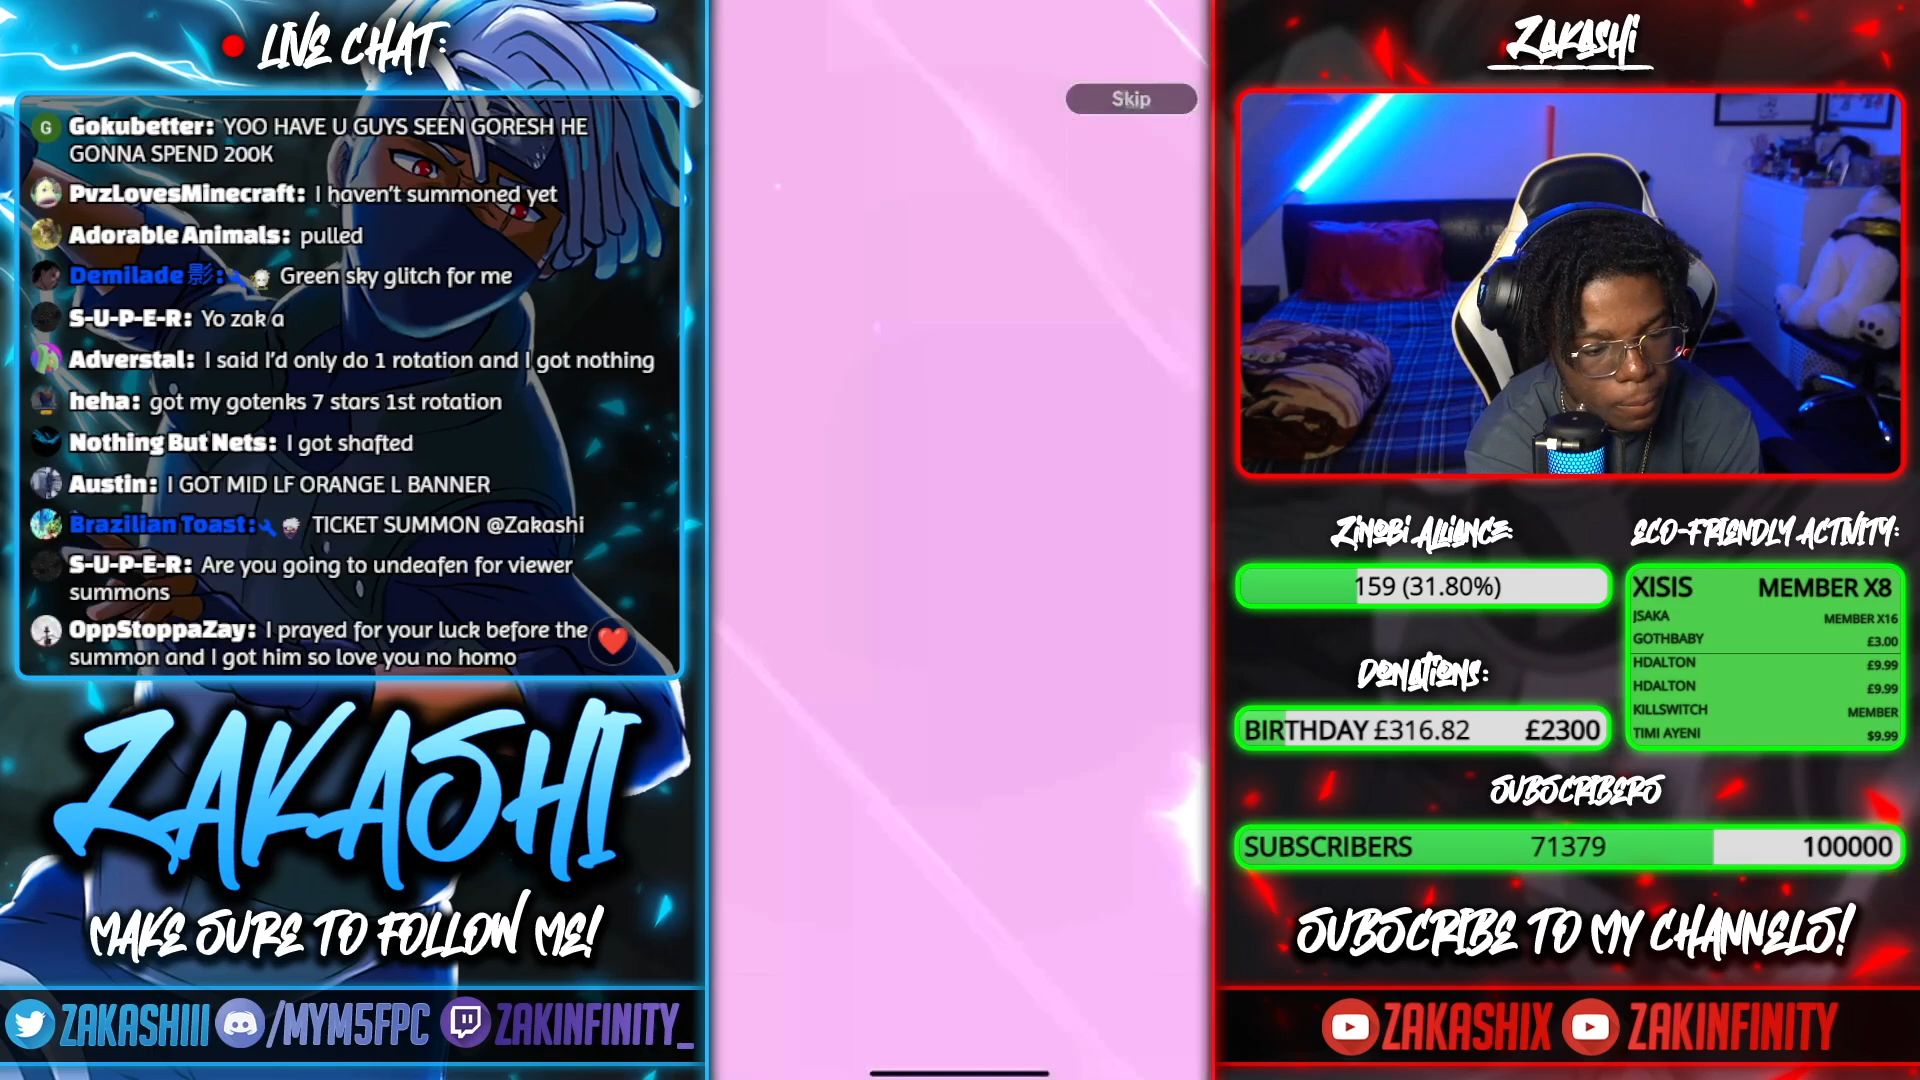 LIVE CHAT:
Gokubetter: YOO HAVE U GUYS SEEN GORESH HE
GONNA SPEND 200K
PvzLovesMinecraft: I haven't summoned yet
Adorable Animals: pulled
Demilade 影: Green sky glitch for me
S-U-P-E-R: Yo zak a
Adverstal: I said I'd only do 1 rotation and I got nothing
heha: got my gotenks 7 stars 1st rotation
Nothing But Nets: I got shafted
Austin: I GOT MID LF ORANGE L BANNER
Brazilian Toast: TICKET SUMMON @Zakashi
S-U-P-E-R: Are you going to undeafen for viewer
summons
OppStoppaZay: I prayed for your luck before the
summon and I got him so love you no homo
ZAKASHI
MAKE SURE TO FOLLOW ME!
ZAKASHIII /MYM5FPC ZAKINFINITY_
Skip
ZAKASHI
ZINOBI ALLIANCE:
159 (31.80%)
DONATIONS:
BIRTHDAY £316.82 £2300
ECO-FRIENDLY ACTIVITY:
XISIS MEMBER X8
JSAKA MEMBER X16
GOTHBABY £3.00
HDALTON £9.99
HDALTON £9.99
KILLSWITCH MEMBER
TIMI AYENI $9.99
SUBSCRIBERS
SUBSCRIBERS 71379 100000
SUBSCRIBE TO MY CHANNELS!
ZAKASHIX ZAKINFINITY
G